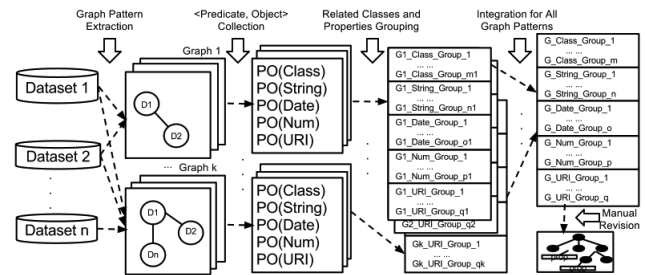 Graph Pattern
Extraction
<Predicate, Object>
Collection
Related Classes and
Properties Grouping
Integration for All
Graph Patterns
Dataset 1
Dataset 2
Dataset n
Graph 1
D1
D2
... Graph k
D1
D2
Dn
PO(Class)
PO(String)
PO(Date)
PO(Num)
PO(URI)
PO(Class)
PO(String)
PO(Date)
PO(Num)
PO(URI)
G1_Class_Group_1
... ...
G1_Class_Group_m1
G1_String_Group_1
... ...
G1_String_Group_n1
G1_Date_Group_1
... ...
G1_Date_Group_o1
G1_Num_Group_1
... ...
G1_Num_Group_p1
G1_URI_Group_1
... ...
G1_URI_Group_q1
G2_URI_Group_q2
Gk_URI_Group_1
... ...
Gk_URI_Group_qk
G_Class_Group_1
... ...
G_Class_Group_m
G_String_Group_1
... ...
G_String_Group_n
G_Date_Group_1
... ...
G_Date_Group_o
G_Num_Group_1
... ...
G_Num_Group_p
G_URI_Group_1
... ...
G_URI_Group_q
Manual
Revision
prop